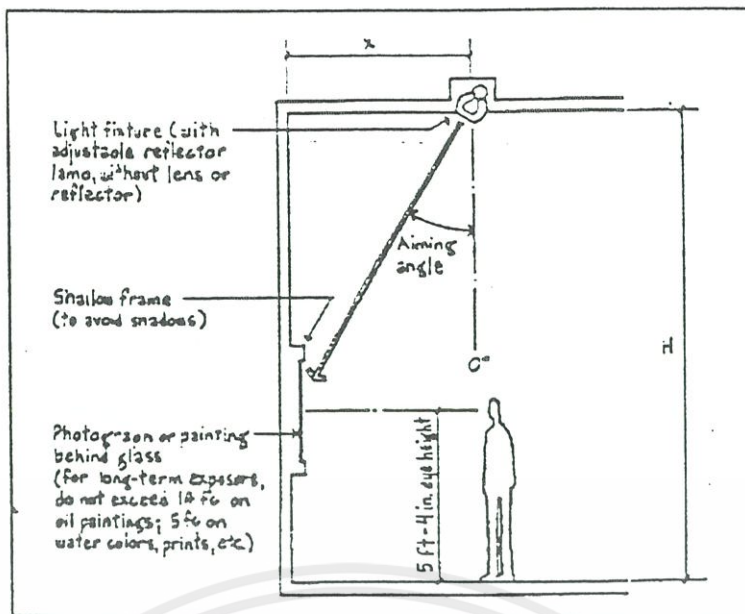 x
Light fixture (with
adjustable reflector
lamp, without lens or
reflector)
Aiming
angle
Shallow frame
(to avoid shadows)
H
0°
Photograph or painting
behind glass
(for long-term exposure,
do not exceed 14 fc on
oil paintings; 5 fc on
water colors, prints, etc.)
5 ft-4 in. eye height